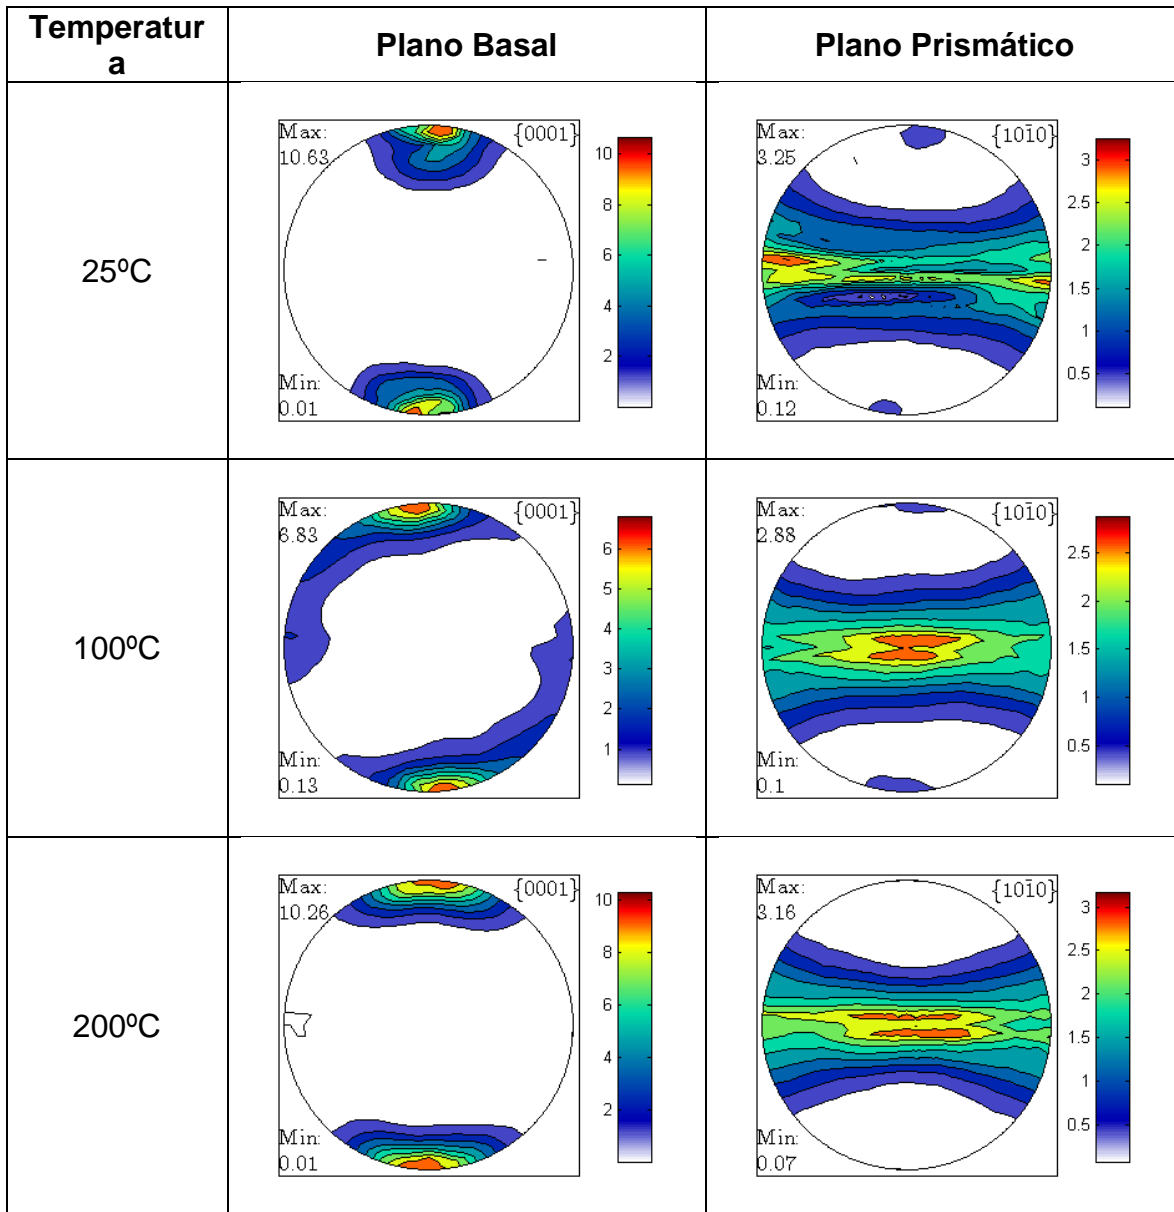 Temperatur
a
Plano Basal
Plano Prismático
25ºC
Max:
10.63
{0001}
Min:
0.01
10
8
6
4
2
Max:
3.25
{101̄0}
Min:
0.12
3
2.5
2
1.5
1
0.5
100ºC
Max:
6.83
{0001}
Min:
0.13
6
5
4
3
2
1
Max:
2.88
{101̄0}
Min:
0.1
2.5
2
1.5
1
0.5
200ºC
Max:
10.26
{0001}
Min:
0.01
10
8
6
4
2
Max:
3.16
{101̄0}
Min:
0.07
3
2.5
2
1.5
1
0.5